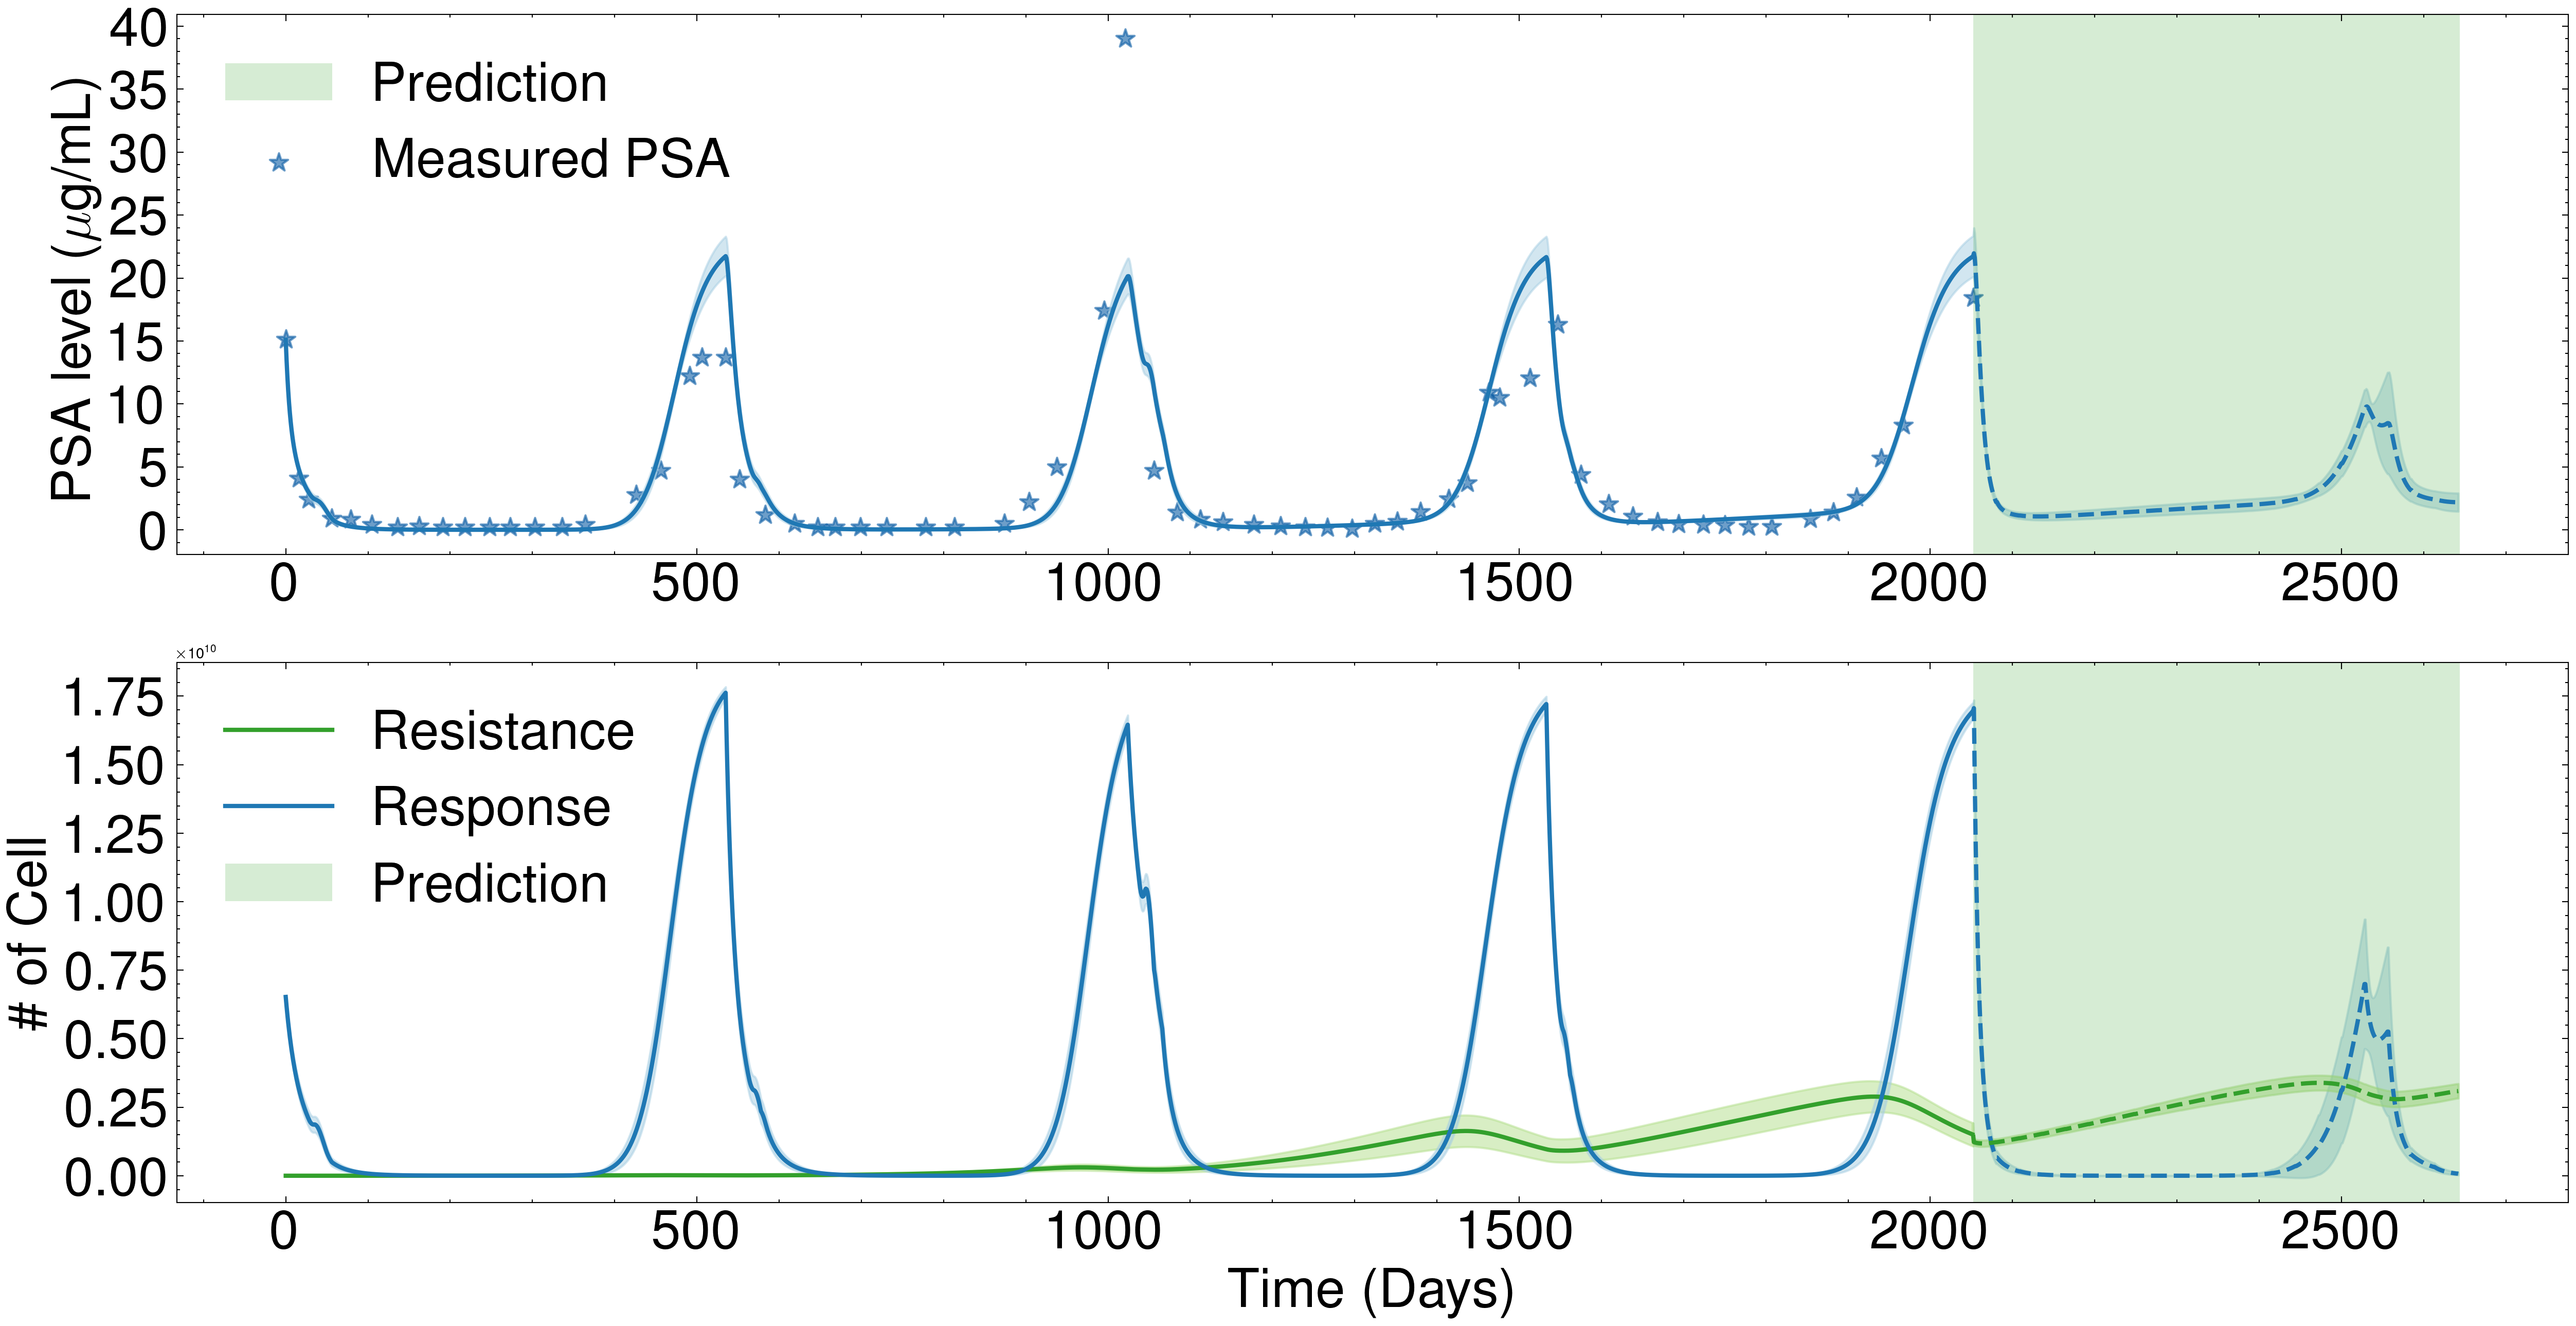 PSA level (μg/mL)
40
35
30
25
20
15
10
5
0
Prediction
Measured PSA
0 500 1000 1500 2000 2500
×10¹⁰
# of Cell
1.75
1.50
1.25
1.00
0.75
0.50
0.25
0.00
Resistance
Response
Prediction
0 500 1000 1500 2000 2500
Time (Days)